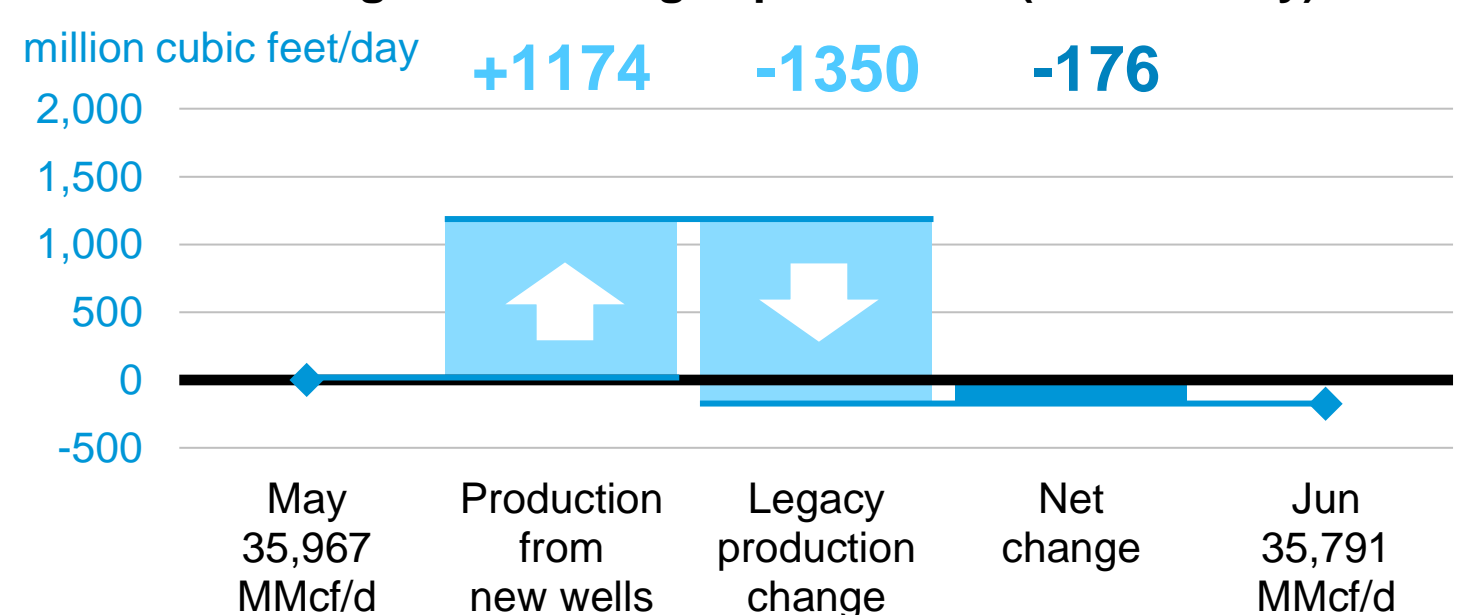 million cubic feet/day
+1174 -1350 -176
2,000
1,500
1,000
500
0
-500
May
35,967
MMcf/d
Production
from
new wells
Legacy
production
change
Net
change
Jun
35,791
MMcf/d